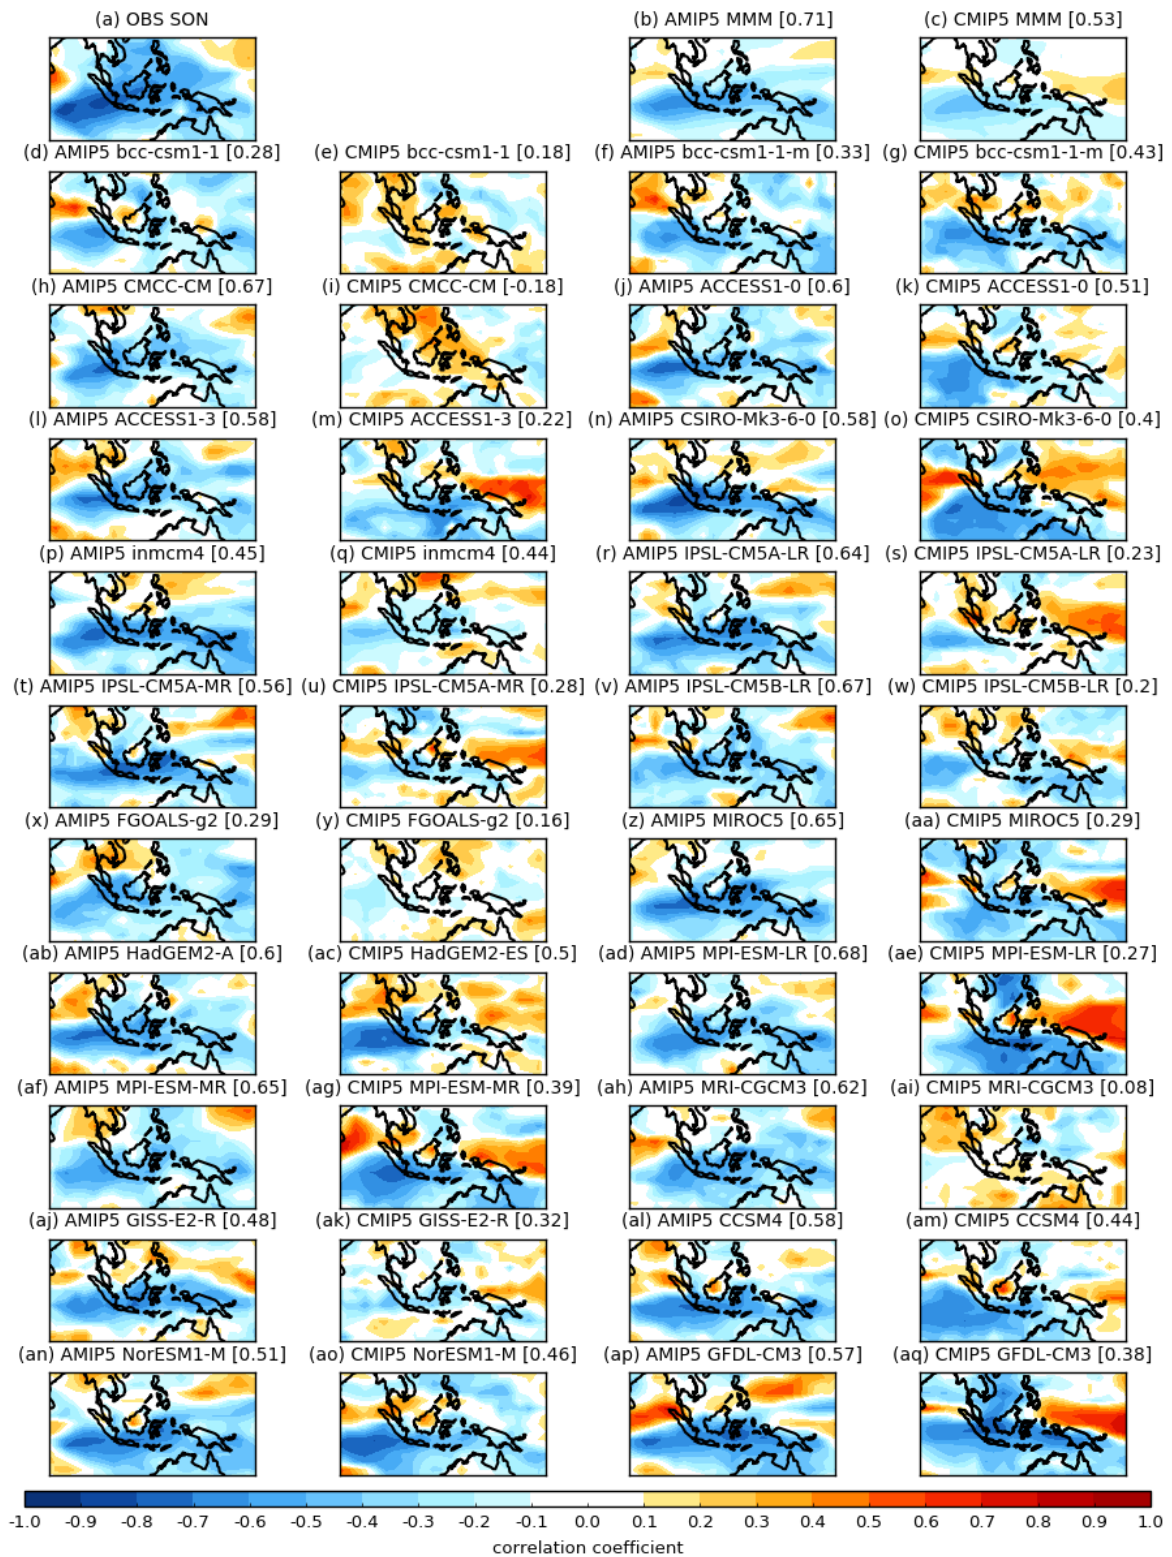 (a) OBS SON
(b) AMIP5 MMM [0.71]
(c) CMIP5 MMM [0.53]
(d) AMIP5 bcc-csm1-1 [0.28]
(e) CMIP5 bcc-csm1-1 [0.18]
(f) AMIP5 bcc-csm1-1-m [0.33]
(g) CMIP5 bcc-csm1-1-m [0.43]
(h) AMIP5 CMCC-CM [0.67]
(i) CMIP5 CMCC-CM [-0.18]
(j) AMIP5 ACCESS1-0 [0.6]
(k) CMIP5 ACCESS1-0 [0.51]
(l) AMIP5 ACCESS1-3 [0.58]
(m) CMIP5 ACCESS1-3 [0.22]
(n) AMIP5 CSIRO-Mk3-6-0 [0.58]
(o) CMIP5 CSIRO-Mk3-6-0 [0.4]
(p) AMIP5 inmcm4 [0.45]
(q) CMIP5 inmcm4 [0.44]
(r) AMIP5 IPSL-CM5A-LR [0.64]
(s) CMIP5 IPSL-CM5A-LR [0.23]
(t) AMIP5 IPSL-CM5A-MR [0.56]
(u) CMIP5 IPSL-CM5A-MR [0.28]
(v) AMIP5 IPSL-CM5B-LR [0.67]
(w) CMIP5 IPSL-CM5B-LR [0.2]
(x) AMIP5 FGOALS-g2 [0.29]
(y) CMIP5 FGOALS-g2 [0.16]
(z) AMIP5 MIROC5 [0.65]
(aa) CMIP5 MIROC5 [0.29]
(ab) AMIP5 HadGEM2-A [0.6]
(ac) CMIP5 HadGEM2-ES [0.5]
(ad) AMIP5 MPI-ESM-LR [0.68]
(ae) CMIP5 MPI-ESM-LR [0.27]
(af) AMIP5 MPI-ESM-MR [0.65]
(ag) CMIP5 MPI-ESM-MR [0.39]
(ah) AMIP5 MRI-CGCM3 [0.62]
(ai) CMIP5 MRI-CGCM3 [0.08]
(aj) AMIP5 GISS-E2-R [0.48]
(ak) CMIP5 GISS-E2-R [0.32]
(al) AMIP5 CCSM4 [0.58]
(am) CMIP5 CCSM4 [0.44]
(an) AMIP5 NorESM1-M [0.51]
(ao) CMIP5 NorESM1-M [0.46]
(ap) AMIP5 GFDL-CM3 [0.57]
(aq) CMIP5 GFDL-CM3 [0.38]
-1.0 -0.9 -0.8 -0.7 -0.6 -0.5 -0.4 -0.3 -0.2 -0.1 0.0 0.1 0.2 0.3 0.4 0.5 0.6 0.7 0.8 0.9 1.0
correlation coefficient